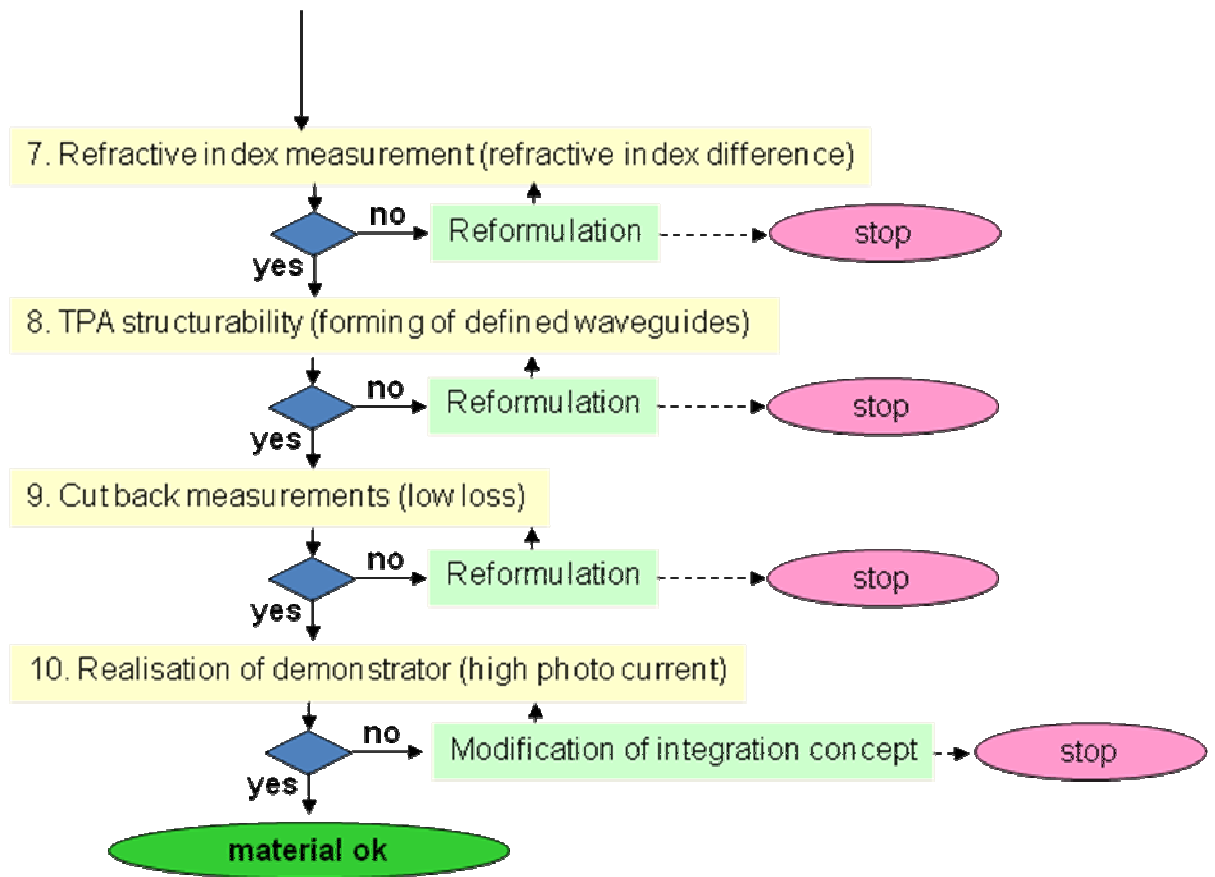 7. Refractive index measurement (refractive index difference)
no
Reformulation
stop
yes
8. TPA structurability (forming of defined waveguides)
no
Reformulation
stop
yes
9. Cut back measurements (low loss)
no
Reformulation
stop
yes
10. Realisation of demonstrator (high photo current)
no
Modification of integration concept
stop
yes
material ok